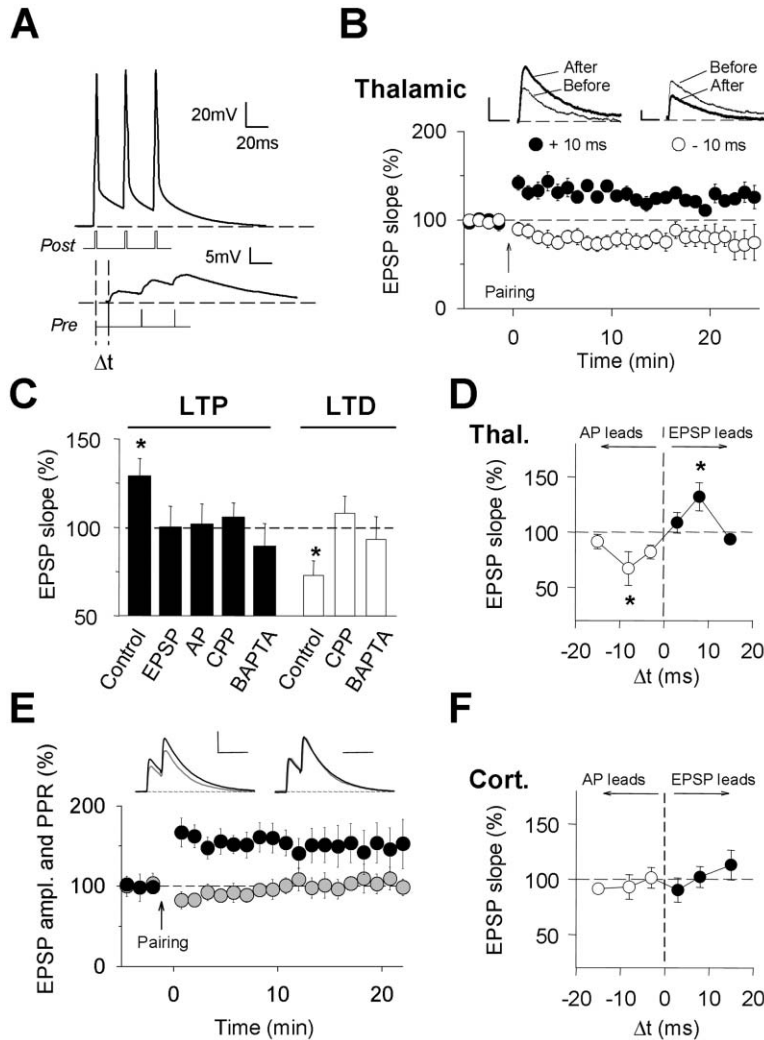 A
20mV
20ms
Post
5mV
Pre
Δt
B
Thalamic
After
Before
Before
After
+ 10 ms
- 10 ms
200
150
100
50
EPSP slope (%)
Pairing
0
10
20
Time (min)
C
LTP
LTD
150
100
50
EPSP slope (%)
*
*
Control
EPSP
AP
CPP
BAPTA
Control
CPP
BAPTA
D
Thal.
AP leads
EPSP leads
150
100
50
EPSP slope (%)
*
*
-20
-10
0
10
20
Δt (ms)
E
200
100
0
EPSP ampl. and PPR (%)
Pairing
0
10
20
Time (min)
F
Cort.
AP leads
EPSP leads
150
100
50
EPSP slope (%)
-20
-10
0
10
20
Δt (ms)